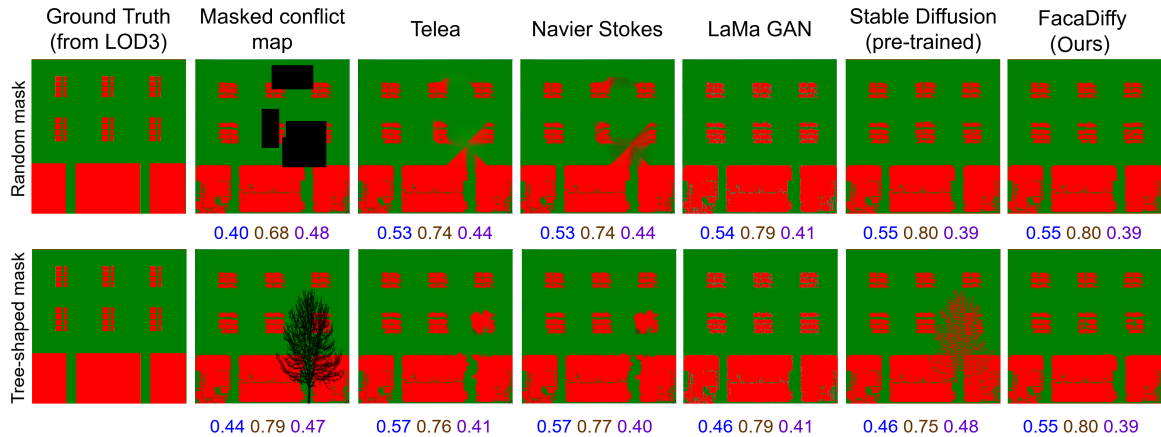 Ground Truth
(from LOD3)
Masked conflict
map
Telea
Navier Stokes
LaMa GAN
Stable Diffusion
(pre-trained)
FacaDiffy
(Ours)
Random mask
0.40 0.68 0.48
0.53 0.74 0.44
0.53 0.74 0.44
0.54 0.79 0.41
0.55 0.80 0.39
0.55 0.80 0.39
Tree-shaped mask
0.44 0.79 0.47
0.57 0.76 0.41
0.57 0.77 0.40
0.46 0.79 0.41
0.46 0.75 0.48
0.55 0.80 0.39